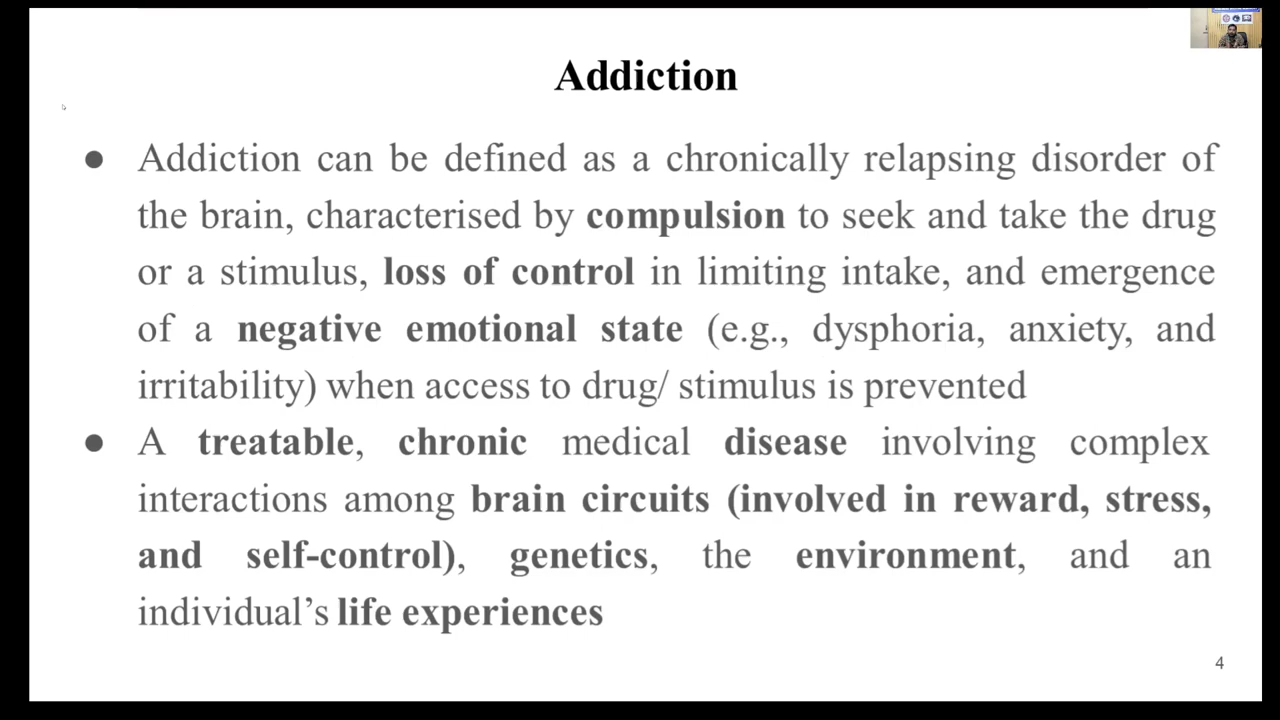 Addiction
● Addiction can be defined as a chronically relapsing disorder of
the brain, characterised by compulsion to seek and take the drug
or a stimulus, loss of control in limiting intake, and emergence
of a negative emotional state (e.g., dysphoria, anxiety, and
irritability) when access to drug/ stimulus is prevented
● A treatable, chronic medical disease involving complex
interactions among brain circuits (involved in reward, stress,
and self-control), genetics, the environment, and an
individual’s life experiences
4